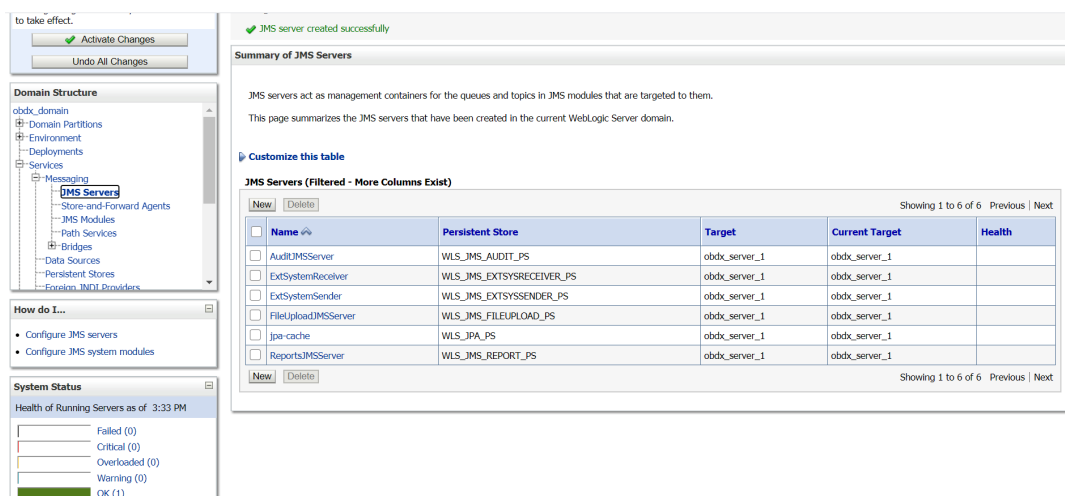 to take effect.
Activate Changes
Undo All Changes
Domain Structure
obdx_domain
Domain Partitions
Environment
Deployments
Services
Messaging
JMS Servers
Store-and-Forward Agents
JMS Modules
Path Services
Bridges
Data Sources
Persistent Stores
Foreign JNDI Providers
How do I...
Configure JMS servers
Configure JMS system modules
System Status
Health of Running Servers as of 3:33 PM
Failed (0)
Critical (0)
Overloaded (0)
Warning (0)
OK (1)
JMS server created successfully
Summary of JMS Servers
JMS servers act as management containers for the queues and topics in JMS modules that are targeted to them.
This page summarizes the JMS servers that have been created in the current WebLogic Server domain.
Customize this table
JMS Servers (Filtered - More Columns Exist)
New Delete Showing 1 to 6 of 6 Previous | Next
Name Persistent Store Target Current Target Health
AuditJMSServer WLS_JMS_AUDIT_PS obdx_server_1 obdx_server_1
ExtSystemReceiver WLS_JMS_EXTSYSRECEIVER_PS obdx_server_1 obdx_server_1
ExtSystemSender WLS_JMS_EXTSYSSENDER_PS obdx_server_1 obdx_server_1
FileUploadJMSServer WLS_JMS_FILEUPLOAD_PS obdx_server_1 obdx_server_1
jpa-cache WLS_JPA_PS obdx_server_1 obdx_server_1
ReportsJMSServer WLS_JMS_REPORT_PS obdx_server_1 obdx_server_1
New Delete Showing 1 to 6 of 6 Previous | Next